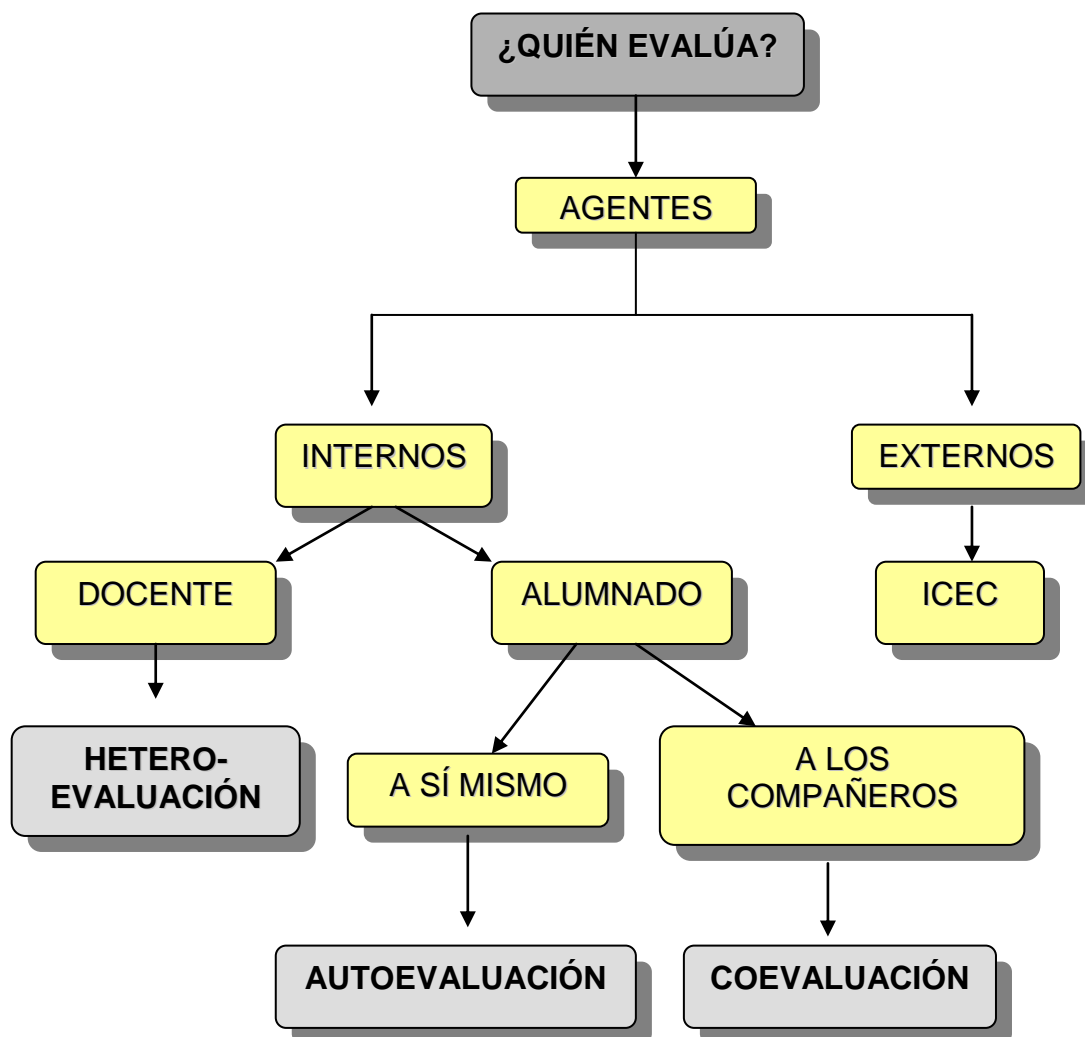 ¿QUIÉN EVALÚA?
AGENTES
INTERNOS
EXTERNOS
DOCENTE
ALUMNADO
ICEC
HETERO-
EVALUACIÓN
A SÍ MISMO
A LOS
COMPAÑEROS
AUTOEVALUACIÓN
COEVALUACIÓN